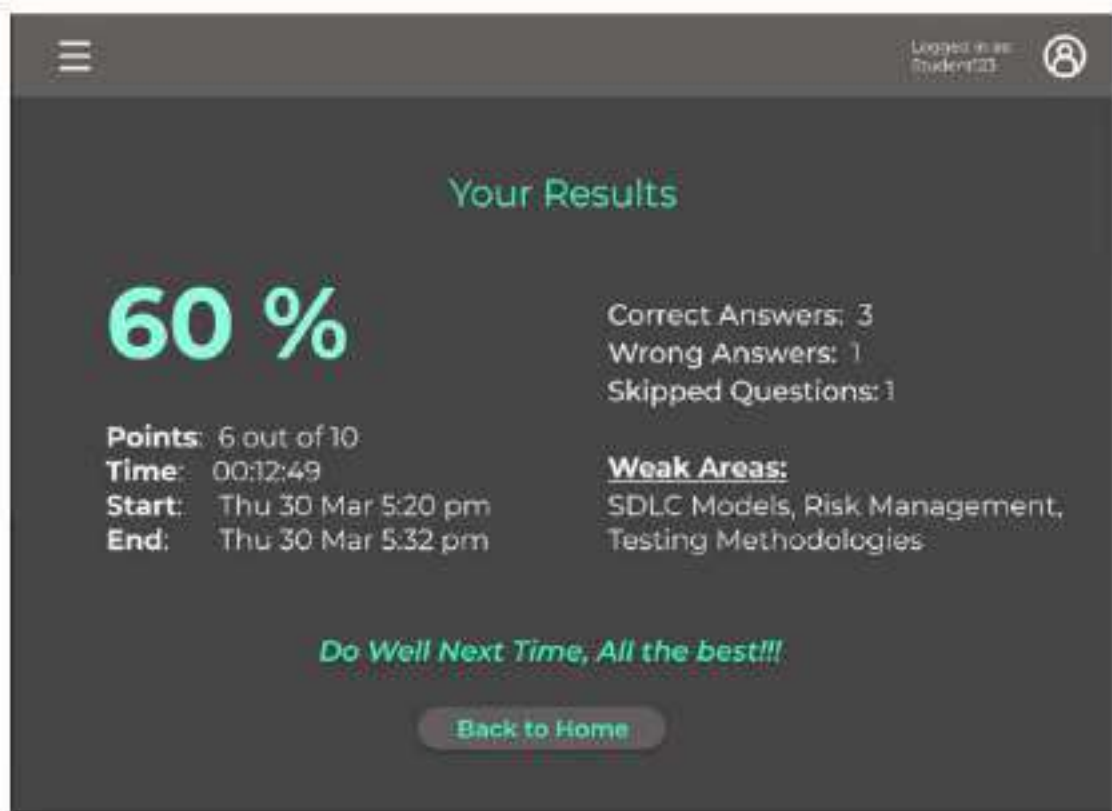 Logged in as:
Student123
Your Results
60 %
Points: 6 out of 10
Time: 00:12:49
Start: Thu 30 Mar 5:20 pm
End: Thu 30 Mar 5:32 pm
Correct Answers: 3
Wrong Answers: 1
Skipped Questions: 1
Weak Areas:
SDLC Models, Risk Management,
Testing Methodologies
Do Well Next Time, All the best!!!
Back to Home